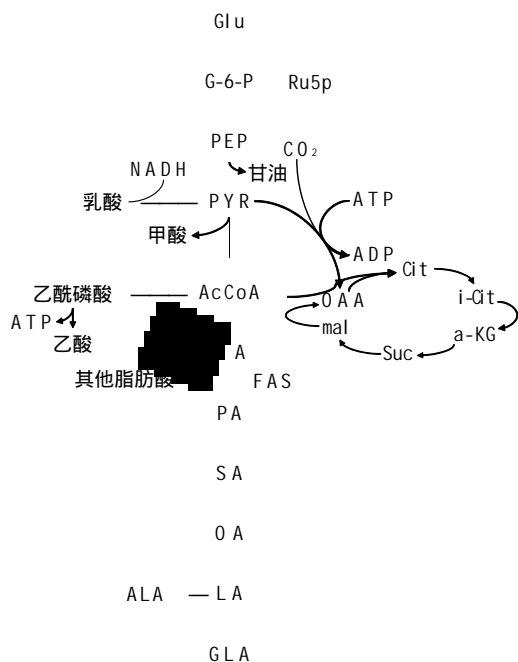 Glu
G-6-P Ru5p
PEP CO₂
NADH 甘油
乳酸 PYR ATP
甲酸
ADP
Cit
乙酰磷酸 AcCoA OAA i-Cit
ATP mal a-KG
乙酸 A Suc
其他脂肪酸 FAS
PA
SA
OA
ALA LA
GLA